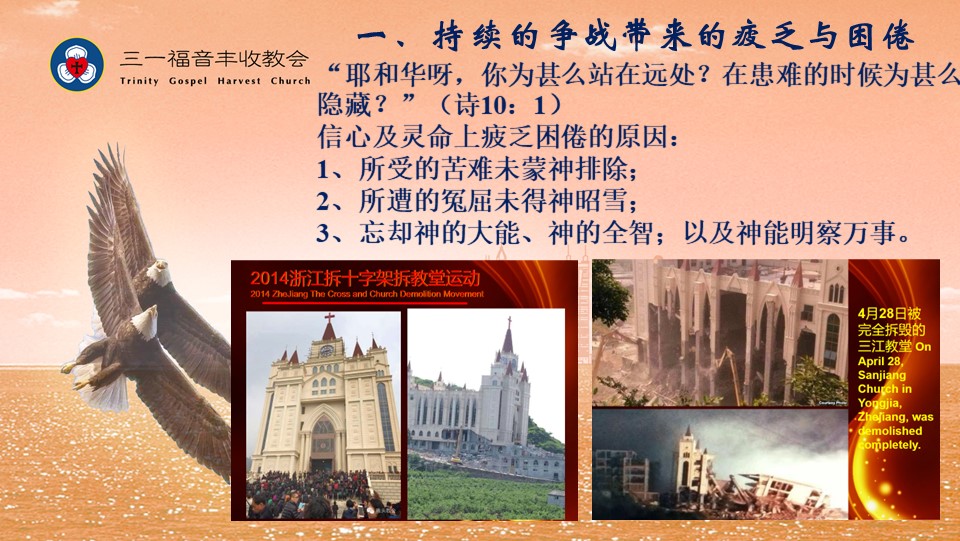 一、持续的争战带来的疲乏与困倦
三一福音丰收教会
Trinity Gospel Harvest Church
“耶和华呀，你为甚么站在远处？在患难的时候为甚么
隐藏？”（诗10：1）
信心及灵命上疲乏困倦的原因：
1、所受的苦难未蒙神排除；
2、所遭的冤屈未得神昭雪；
3、忘却神的大能、神的全智；以及神能明察万事。
2014浙江拆十字架拆教堂运动
2014 ZheJiang The Cross and Church Demolition Movement
4月28日被
完全拆毁的
三江教堂 On
April 28,
Sanjiang
Church in
Yongjia,
Zhejiang, was
demolished
completely.
Courtesy Photo